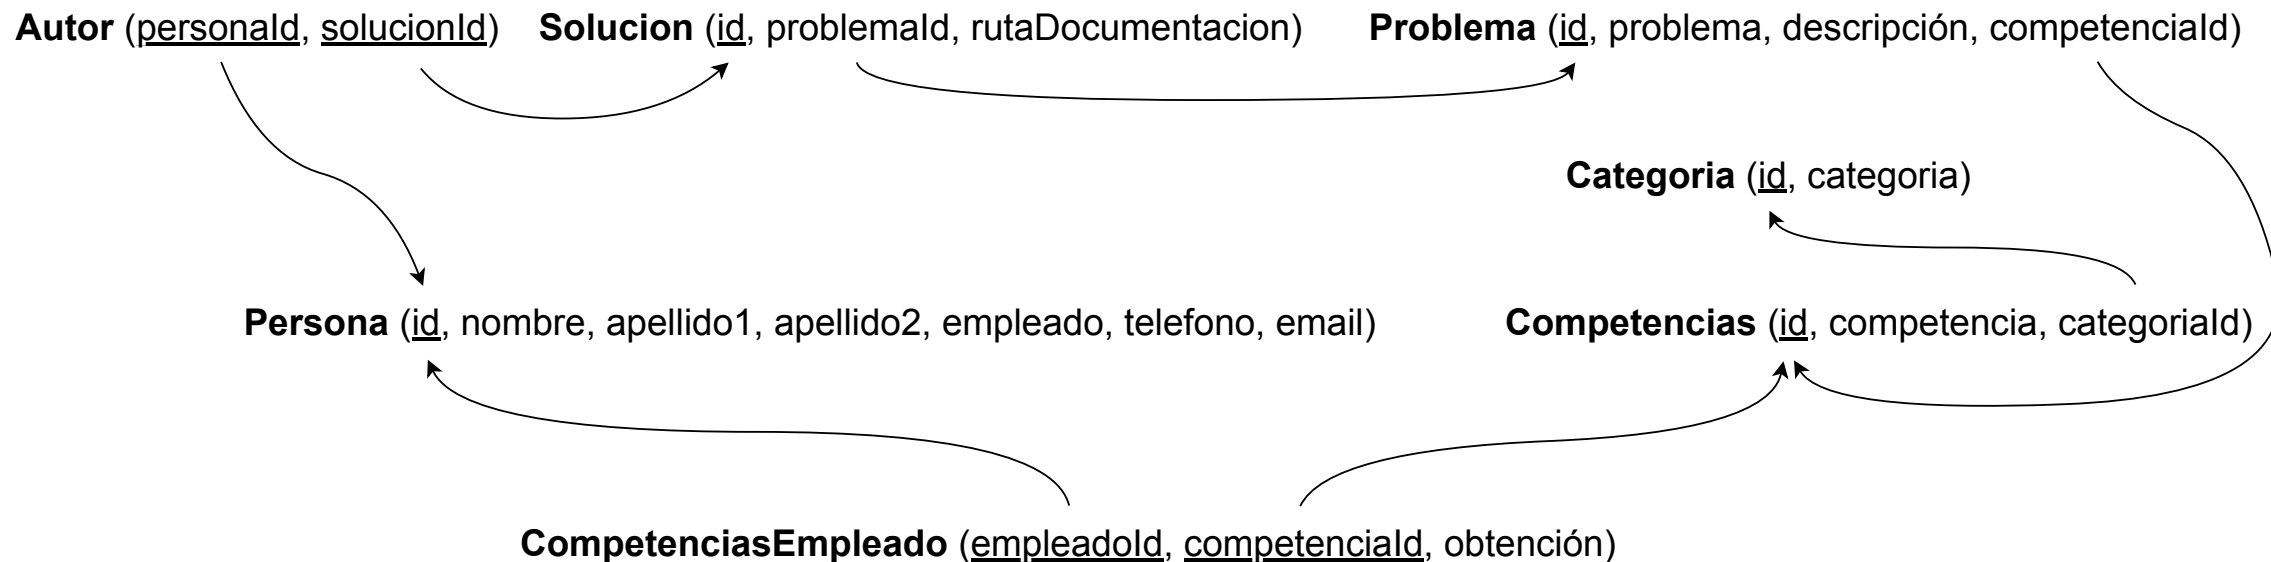 Autor (personaId, solucionId) Solucion (id, problemaId, rutaDocumentacion) Problema (id, problema, descripción, competenciaId)
Categoria (id, categoria)
Persona (id, nombre, apellido1, apellido2, empleado, telefono, email) Competencias (id, competencia, categoriaId)
CompetenciasEmpleado (empleadoId, competenciaId, obtención)